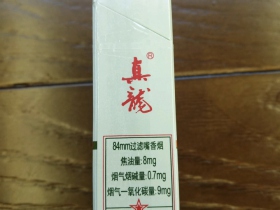 ®
真
龍
84mm过滤嘴香烟
焦油量:8mg
烟气烟碱量:0.7mg
烟气一氧化碳量:9mg